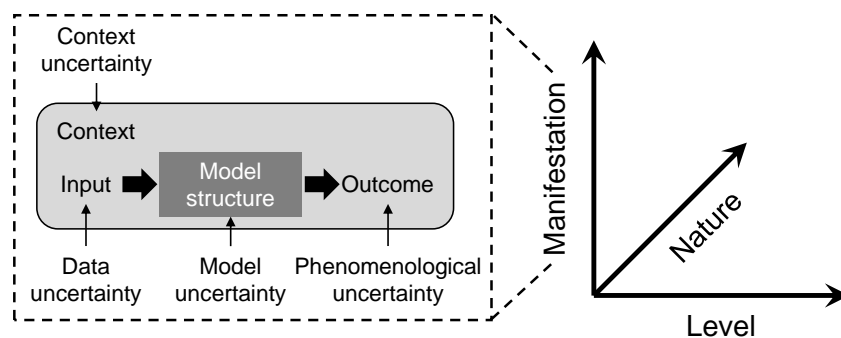 Context
uncertainty
Context
Input
Model
structure
Outcome
Data
uncertainty
Model
uncertainty
Phenomenological
uncertainty
Manifestation
Nature
Level